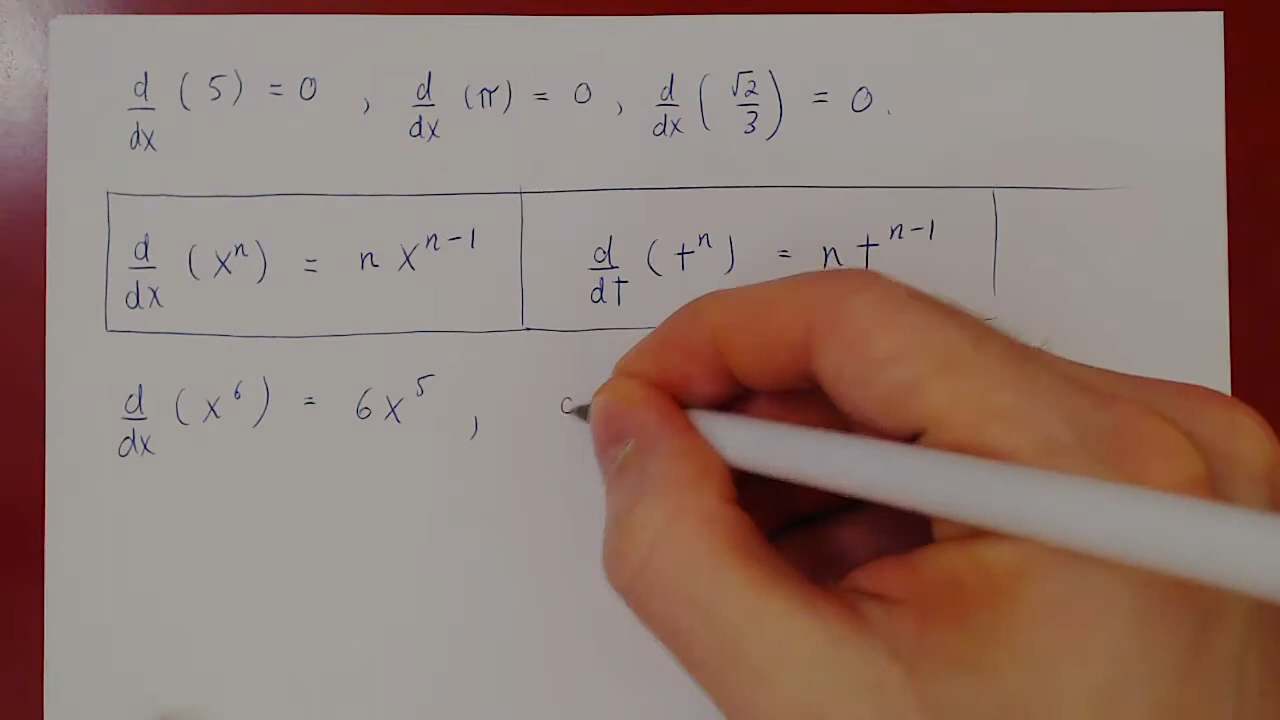 d/dx (5) = 0 , d/dx (π) = 0 , d/dx (√2/3) = 0 .
d/dx (x^n) = n x^{n-1} d/dt (t^n) = n t^{n-1}
d/dx (x^6) = 6x^5 ,